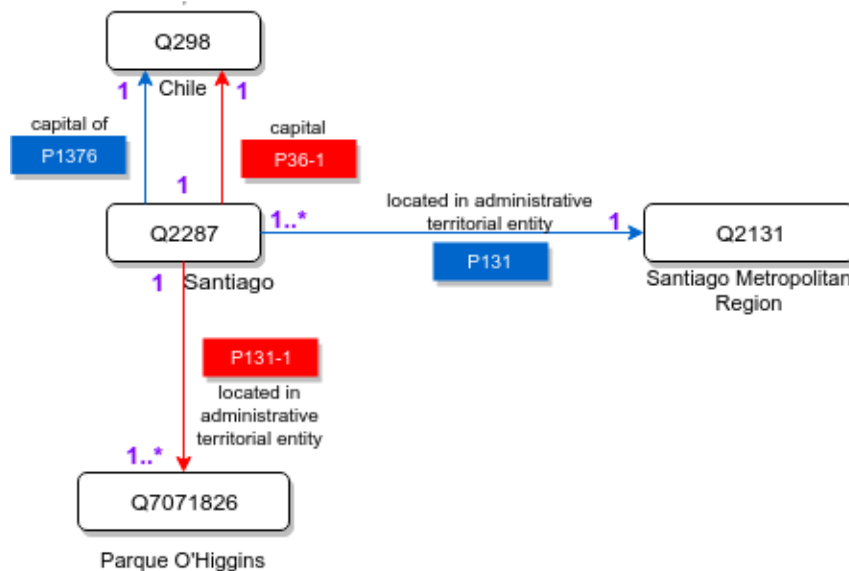 Q298
1
Chile
1
capital of
P1376
capital
P36-1
1
Q2287
1..*
located in administrative
territorial entity
1
P131
Q2131
1
Santiago
Santiago Metropolitan
Region
P131-1
located in
administrative
territorial entity
1..*
Q7071826
Parque O'Higgins